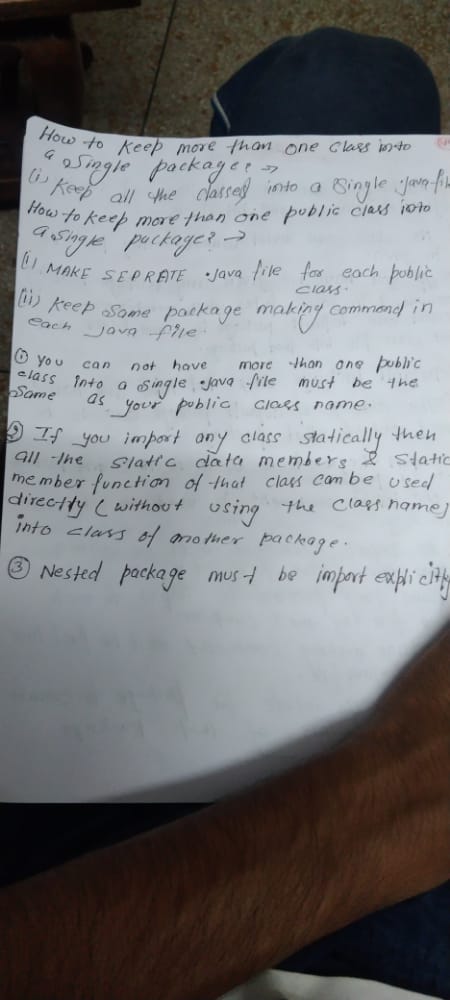 How to keep more than one class into
a single package? →
(i) Keep all the classes into a single .java fil
How to keep more than one public class into
a single package? →
(i) MAKE SEPRATE .java file for each public
class.
(ii) Keep same package making command in
each java file.
① You can not have more than one public
class into a single .java file must be the
same as your public class name.
② If you import any class statically then
all the static data members & static
member function of that class can be used
directly (without using the class name)
into class of another package.
③ Nested package must be import explicitly